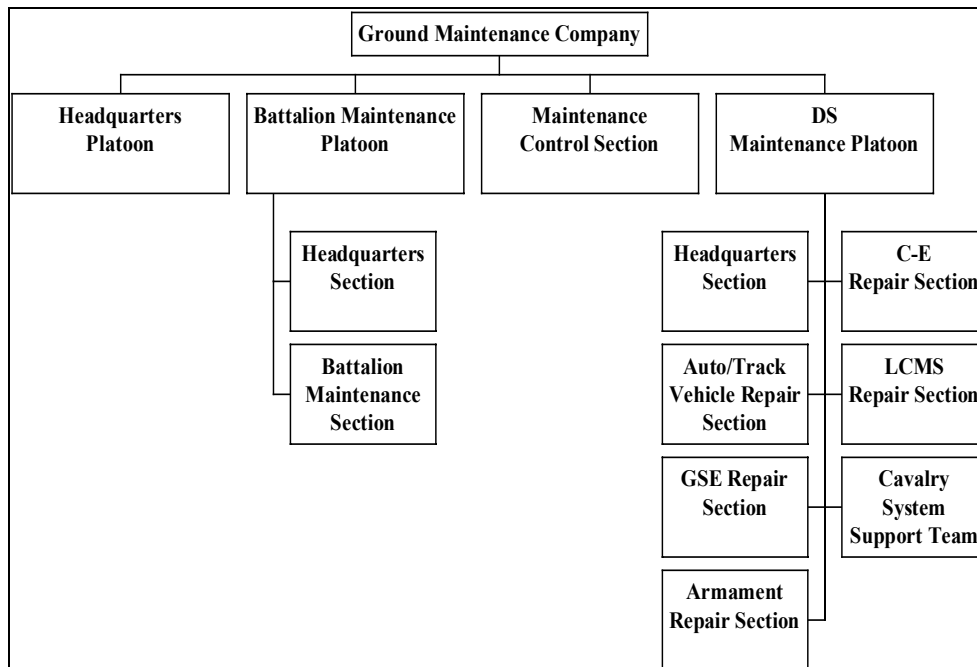 Ground Maintenance Company
Headquarters
Platoon
Battalion Maintenance
Platoon
Maintenance
Control Section
DS
Maintenance Platoon
Headquarters
Section
Battalion
Maintenance
Section
Headquarters
Section
C-E
Repair Section
Auto/Track
Vehicle Repair
Section
LCMS
Repair Section
GSE Repair
Section
Cavalry
System
Support Team
Armament
Repair Section